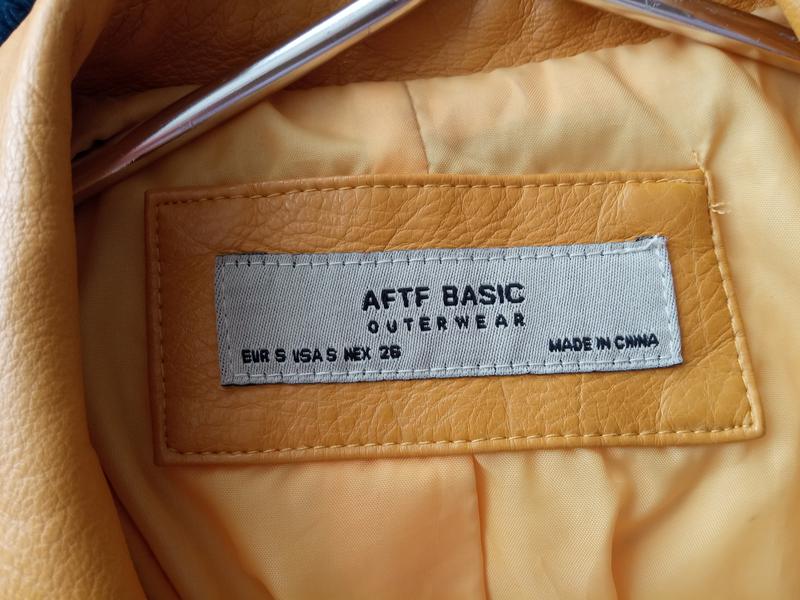 AFTF BASIC
OUTERWEAR
EUR S USA S MEX 26 MADE IN CHINA